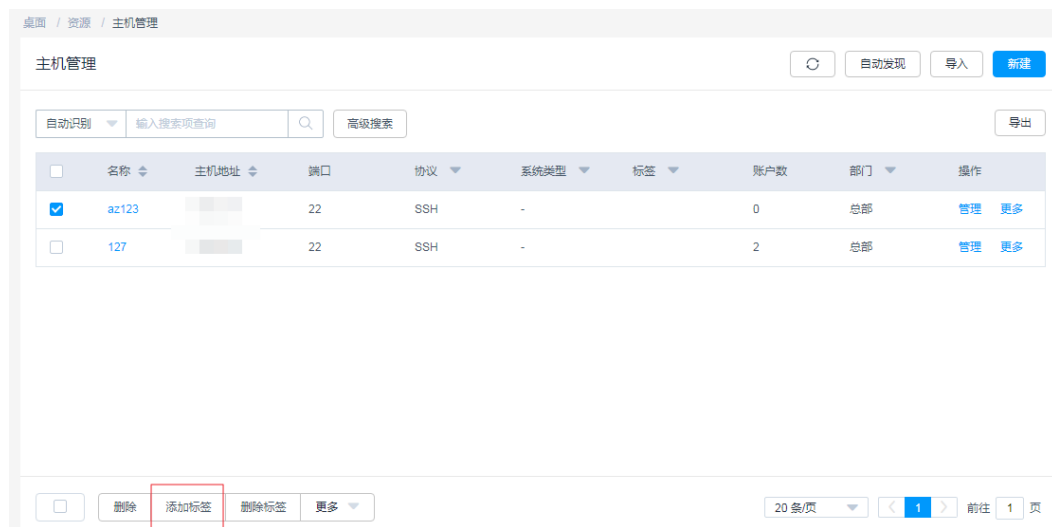 桌面 / 资源 / 主机管理
主机管理 自动发现 导入 新建
自动识别 输入搜索项查询 高级搜索 导出
名称 主机地址 端口 协议 系统类型 标签 账户数 部门 操作
az123 22 SSH - 0 总部 管理 更多
127 22 SSH - 2 总部 管理 更多
删除 添加标签 删除标签 更多 20 条/页 1 前往 1 页